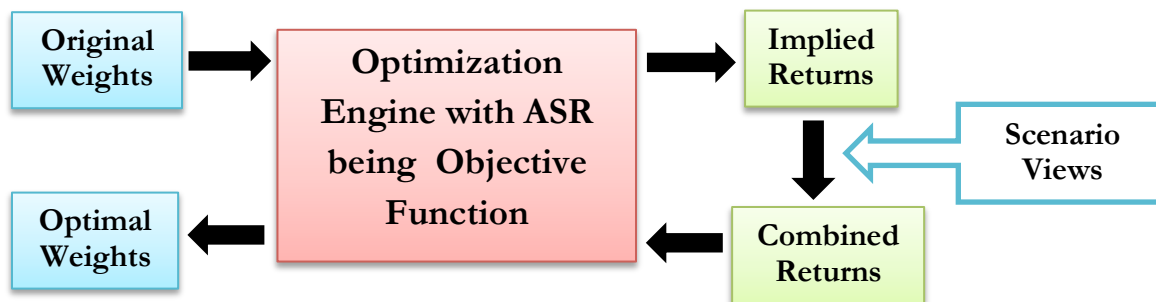 Original
Weights
Optimization
Engine with ASR
being Objective
Function
Implied
Returns
Scenario
Views
Combined
Returns
Optimal
Weights